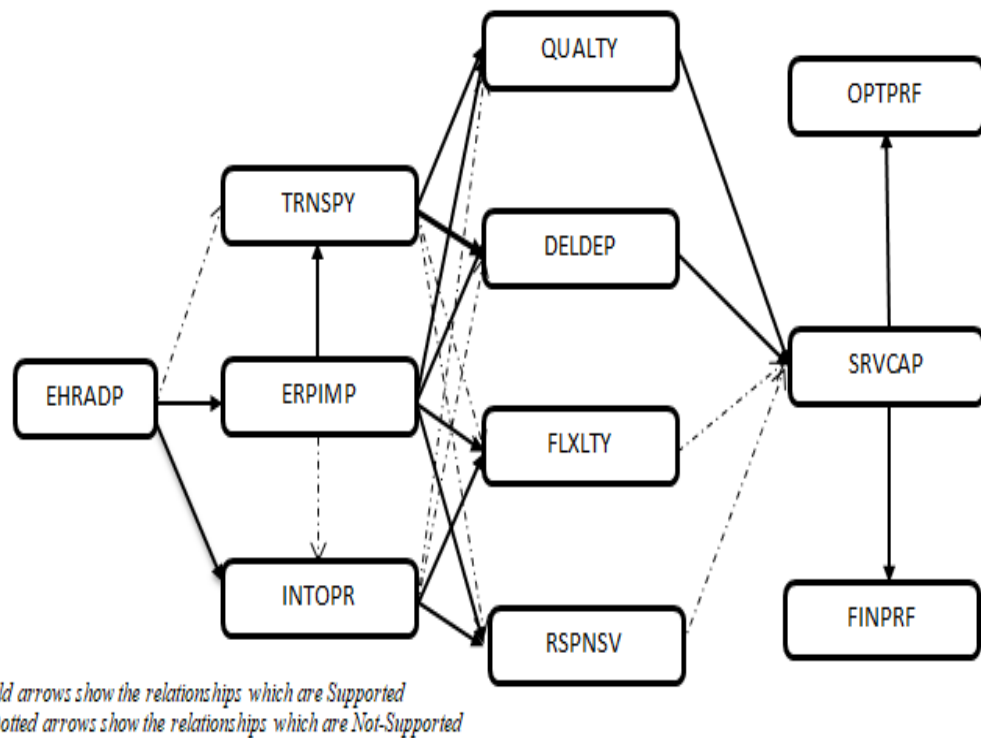 QUALTY
OPTPRF
TRNSPY
DELDEP
EHRADP
ERPIMP
SRVCAP
FLXLTY
INTOPR
RSPNSV
FINPRF
arrows show the relationships which are Supported
arrows show the relationships which are Not-Supported